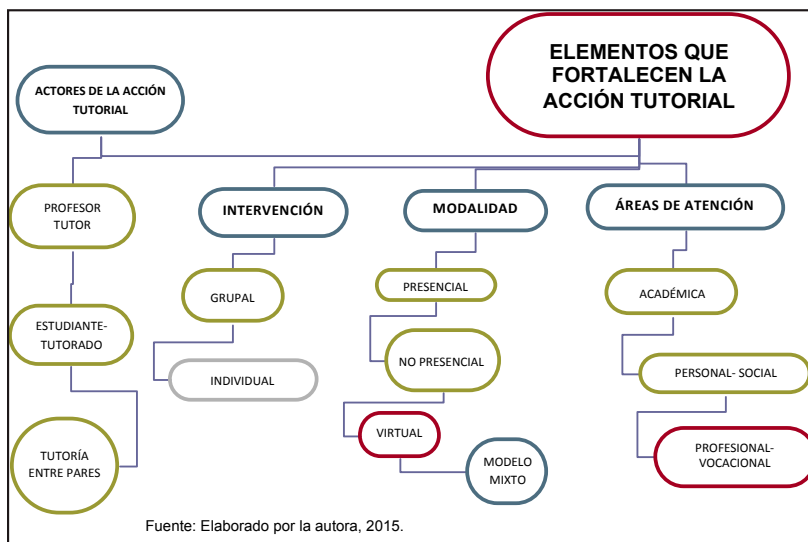 ELEMENTOS QUE
FORTALECEN LA
ACCIÓN TUTORIAL
ACTORES DE LA ACCIÓN
TUTORIAL
PROFESOR
TUTOR
ESTUDIANTE-
TUTORADO
TUTORÍA
ENTRE PARES
INTERVENCIÓN
GRUPAL
INDIVIDUAL
MODALIDAD
PRESENCIAL
NO PRESENCIAL
VIRTUAL
MODELO
MIXTO
ÁREAS DE ATENCIÓN
ACADÉMICA
PERSONAL- SOCIAL
PROFESIONAL-
VOCACIONAL
Fuente: Elaborado por la autora, 2015.